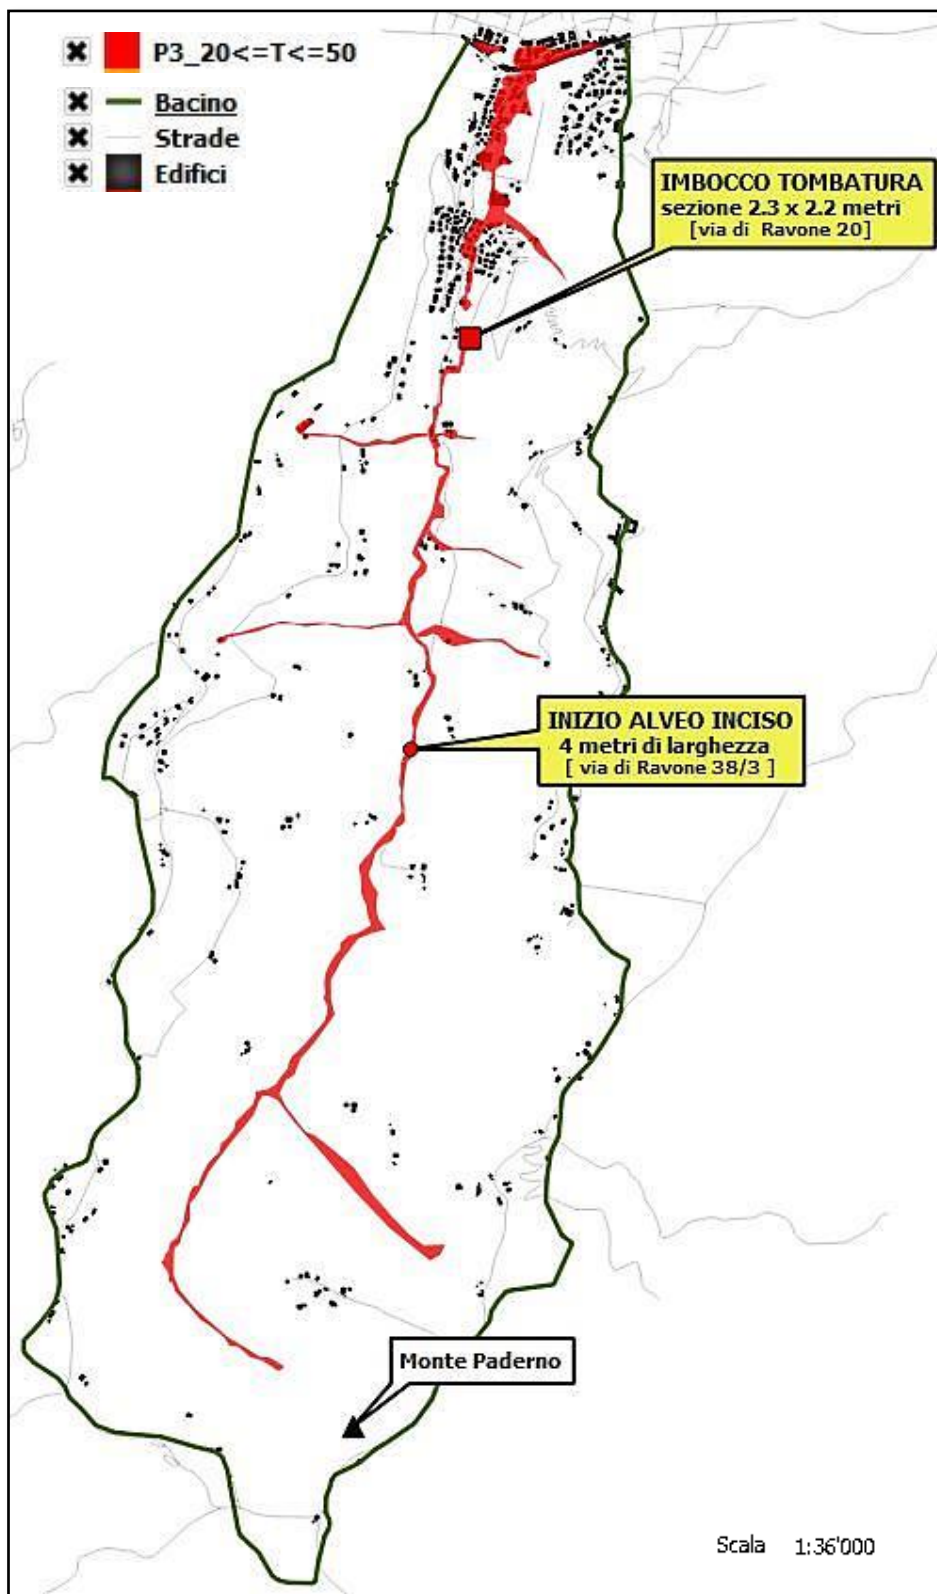 P3_20<=T<=50
Bacino
Strade
Edifici
IMBOCCO TOMBATURA
sezione 2.3 x 2.2 metri
[via di Ravone 20]
INIZIO ALVEO INCISO
4 metri di larghezza
[ via di Ravone 38/3 ]
Monte Paderno
Scala 1:36'000